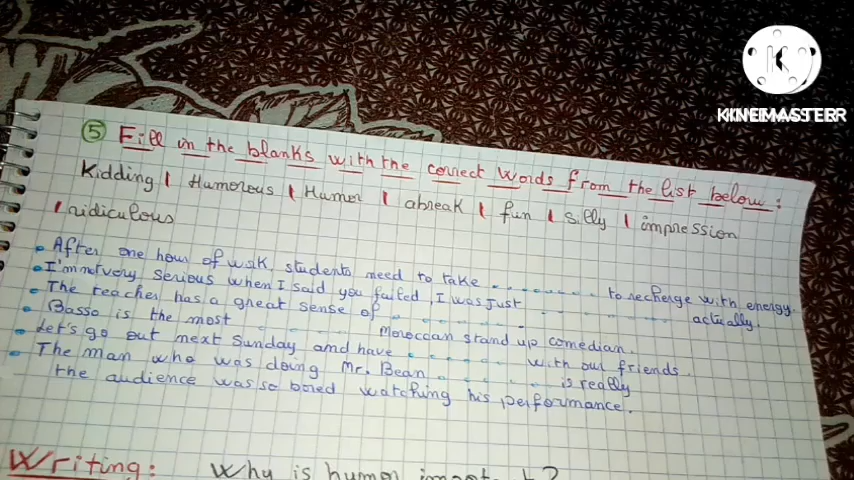 KINEMASTER
⑤ Fill in the blanks with the correct words from the list below :
Kidding | Humorous | Humor | abreak | fun | silly | impression
| ridiculous
• After one hour of work, students need to take ........ to recharge with energy.
• I'm not very serious when I said you failed, I was just ........ actually.
• The teacher has a great sense of ........
• Basso is the most ........ Moroccan stand up comedian.
• Let's go out next Sunday and have ....... with our friends.
• The man who was doing Mr. Bean ....... is really
the audience was so bored watching his performance.
Writing: Why is humor